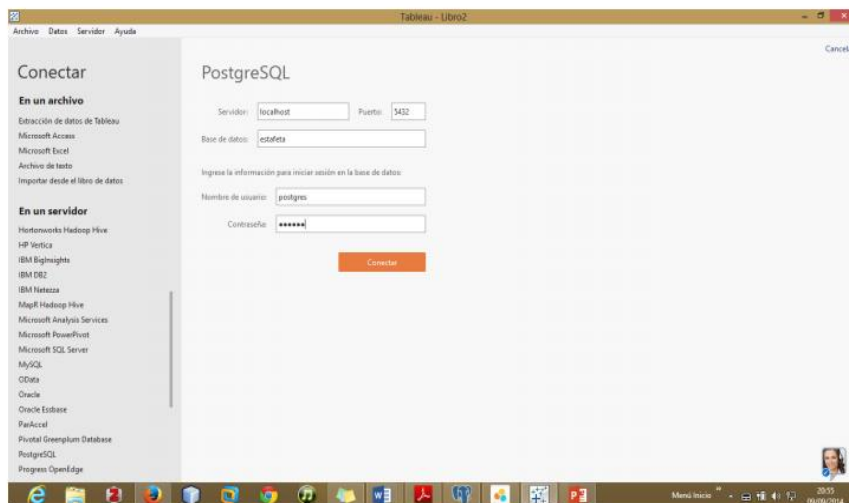 Tableau - Libro2
Archivo Datos Servidor Ayuda
Cancela
Conectar
En un archivo
Extracción de datos de Tableau
Microsoft Access
Microsoft Excel
Archivo de texto
Importar desde el libro de datos
En un servidor
Hortonworks Hadoop Hive
HP Vertica
IBM BigInsights
IBM DB2
IBM Netezza
MapR Hadoop Hive
Microsoft Analysis Services
Microsoft PowerPivot
Microsoft SQL Server
MySQL
OData
Oracle
Oracle Essbase
ParAccel
Pivotal Greenplum Database
PostgreSQL
Progress OpenEdge
PostgreSQL
Servidor: localhost Puerto: 5432
Base de datos: estafeta
Ingrese la información para iniciar sesión en la base de datos:
Nombre de usuario: postgres
Contraseña: ••••••
Conectar
Menú Inicio
20:55
09/09/2014